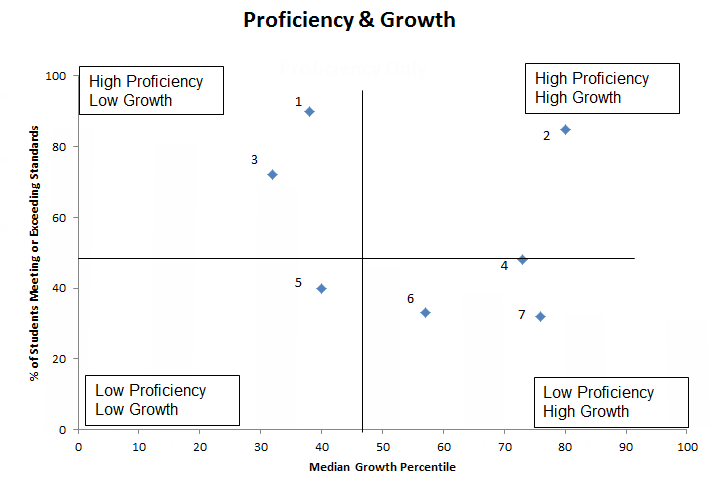 Proficiency & Growth
High Proficiency
Low Growth
High Proficiency
High Growth
% of Students Meeting or Exceeding Standards
100
80
60
40
20
0
1
2
3
4
5
6
7
Low Proficiency
Low Growth
Low Proficiency
High Growth
0 10 20 30 40 50 60 70 80 90 100
Median Growth Percentile